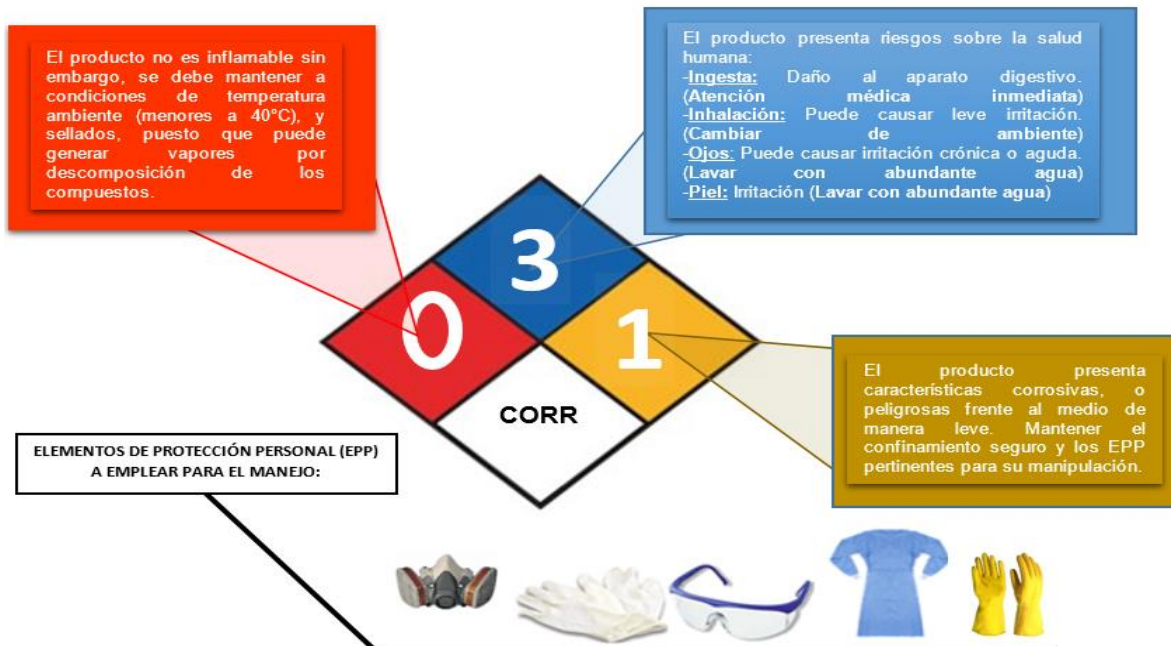 El producto no es inflamable sin
embargo, se debe mantener a
condiciones de temperatura
ambiente (menores a 40°C), y
sellados, puesto que puede
generar vapores por
descomposición de los
compuestos.
El producto presenta riesgos sobre la salud
humana:
-Ingesta: Daño al aparato digestivo.
(Atención médica inmediata)
-Inhalación: Puede causar leve irritación.
(Cambiar de ambiente)
-Ojos: Puede causar irritación crónica o aguda.
(Lavar con abundante agua)
-Piel: Irritación (Lavar con abundante agua)
3
0
1
CORR
El producto presenta
características corrosivas, o
peligrosas frente al medio de
manera leve. Mantener el
confinamiento seguro y los EPP
pertinentes para su manipulación.
ELEMENTOS DE PROTECCIÓN PERSONAL (EPP)
A EMPLEAR PARA EL MANEJO: